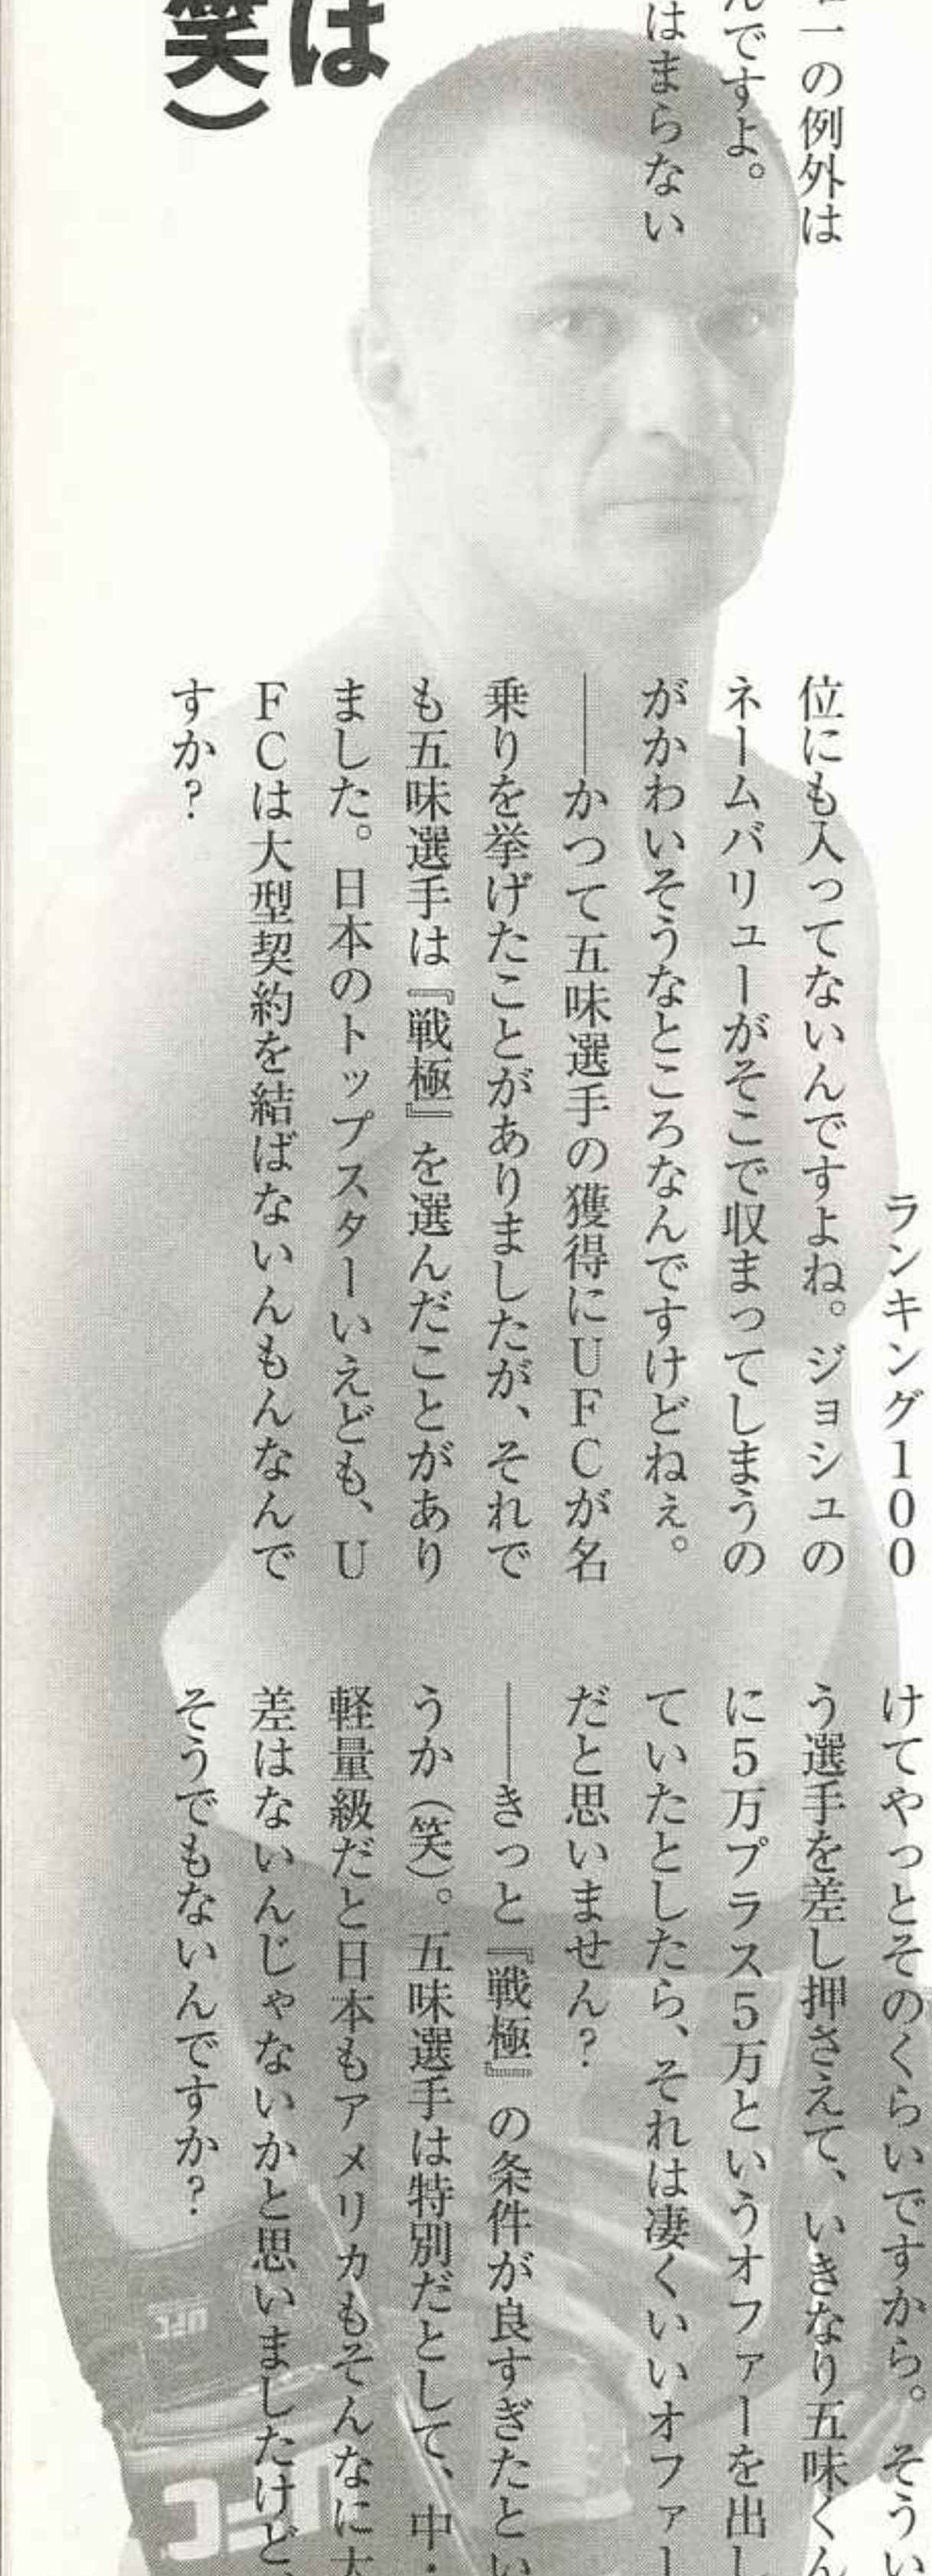 は
笑）
一の例外は
んですよ。
はまらない
ランキング100
位にも入ってないんですよね。ジョシュの
ネームバリューがそこで収まってしまうの
がかわいそうなところなんですけどねぇ。
――かつて五味選手の獲得にUFCが名
乗りを挙げたことがありましたが、それで
も五味選手は『戦極』を選んだことがあり
ました。日本のトップスターいえども、U
FCは大型契約を結ばないんもんなんで
すか？
けてやっとそのくらいですから。そうい
う選手を差し押さえて、いきなり五味くん
に5万プラス5万というオファーを出し
ていたとしたら、それは凄くいいオファー
だと思いません？
――きっと『戦極』の条件が良すぎたとい
うか（笑）。五味選手は特別だとして、中・
軽量級だと日本もアメリカもそんなに大
差はないんじゃないかと思いましたけど、
そうでもないんですか？
UFC